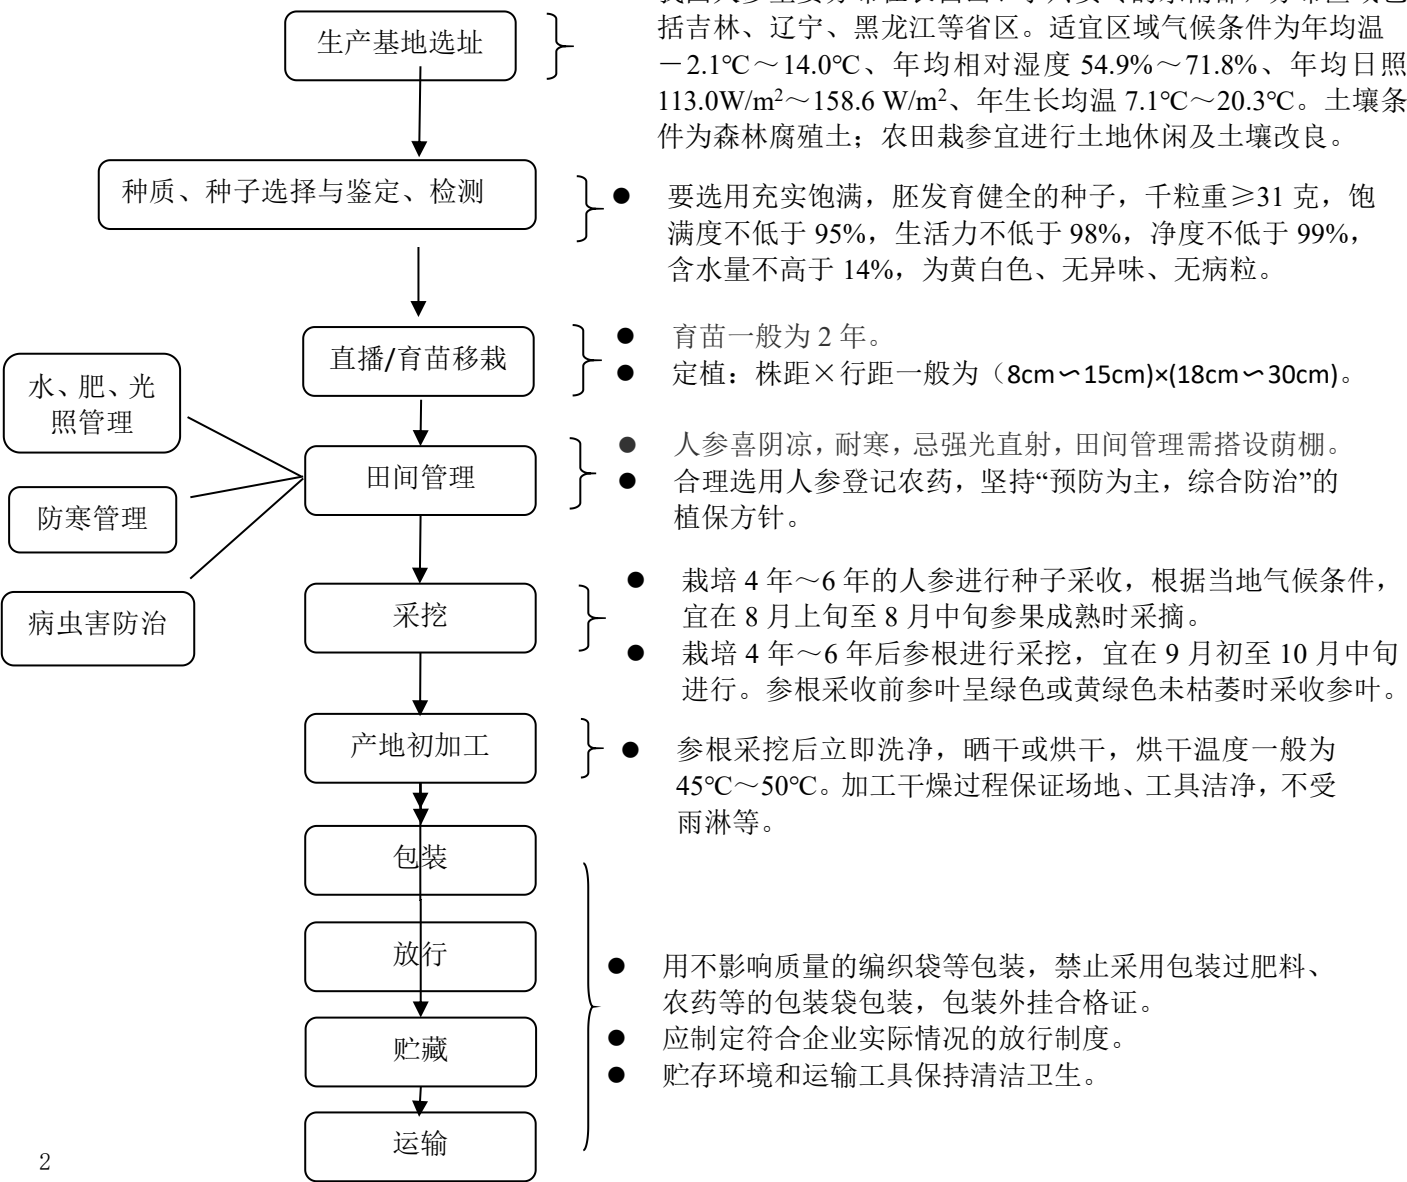 生产基地选址
括吉林、辽宁、黑龙江等省区。适宜区域气候条件为年均温
－2.1℃～14.0℃、年均相对湿度 54.9%～71.8%、年均日照
113.0W/m²～158.6 W/m²、年生长均温 7.1℃～20.3℃。土壤条
件为森林腐殖土；农田栽参宜进行土地休闲及土壤改良。
种质、种子选择与鉴定、检测
● 要选用充实饱满，胚发育健全的种子，千粒重≥31 克，饱
满度不低于 95%，生活力不低于 98%，净度不低于 99%，
含水量不高于 14%，为黄白色、无异味、无病粒。
直播/育苗移栽
● 育苗一般为 2 年。
● 定植：株距×行距一般为（8cm～15cm)×(18cm～30cm)。
水、肥、光
照管理
防寒管理
病虫害防治
田间管理
● 人参喜阴凉，耐寒，忌强光直射，田间管理需搭设荫棚。
● 合理选用人参登记农药，坚持“预防为主，综合防治”的
植保方针。
采挖
● 栽培 4 年～6 年的人参进行种子采收，根据当地气候条件，
宜在 8 月上旬至 8 月中旬参果成熟时采摘。
● 栽培 4 年～6 年后参根进行采挖，宜在 9 月初至 10 月中旬
进行。参根采收前参叶呈绿色或黄绿色未枯萎时采收参叶。
产地初加工
● 参根采挖后立即洗净，晒干或烘干，烘干温度一般为
45℃～50℃。加工干燥过程保证场地、工具洁净，不受
雨淋等。
包装
放行
贮藏
运输
● 用不影响质量的编织袋等包装，禁止采用包装过肥料、
农药等的包装袋包装，包装外挂合格证。
● 应制定符合企业实际情况的放行制度。
● 贮存环境和运输工具保持清洁卫生。
2